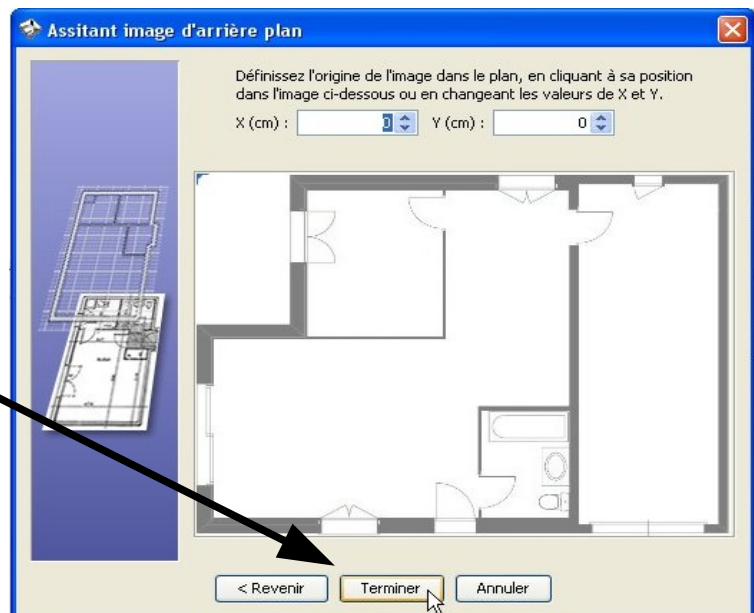 Assitant image d'arrière plan
Définissez l'origine de l'image dans le plan, en cliquant à sa position
dans l'image ci-dessous ou en changeant les valeurs de X et Y.
X (cm) : 0 Y (cm) : 0
< Revenir Terminer Annuler